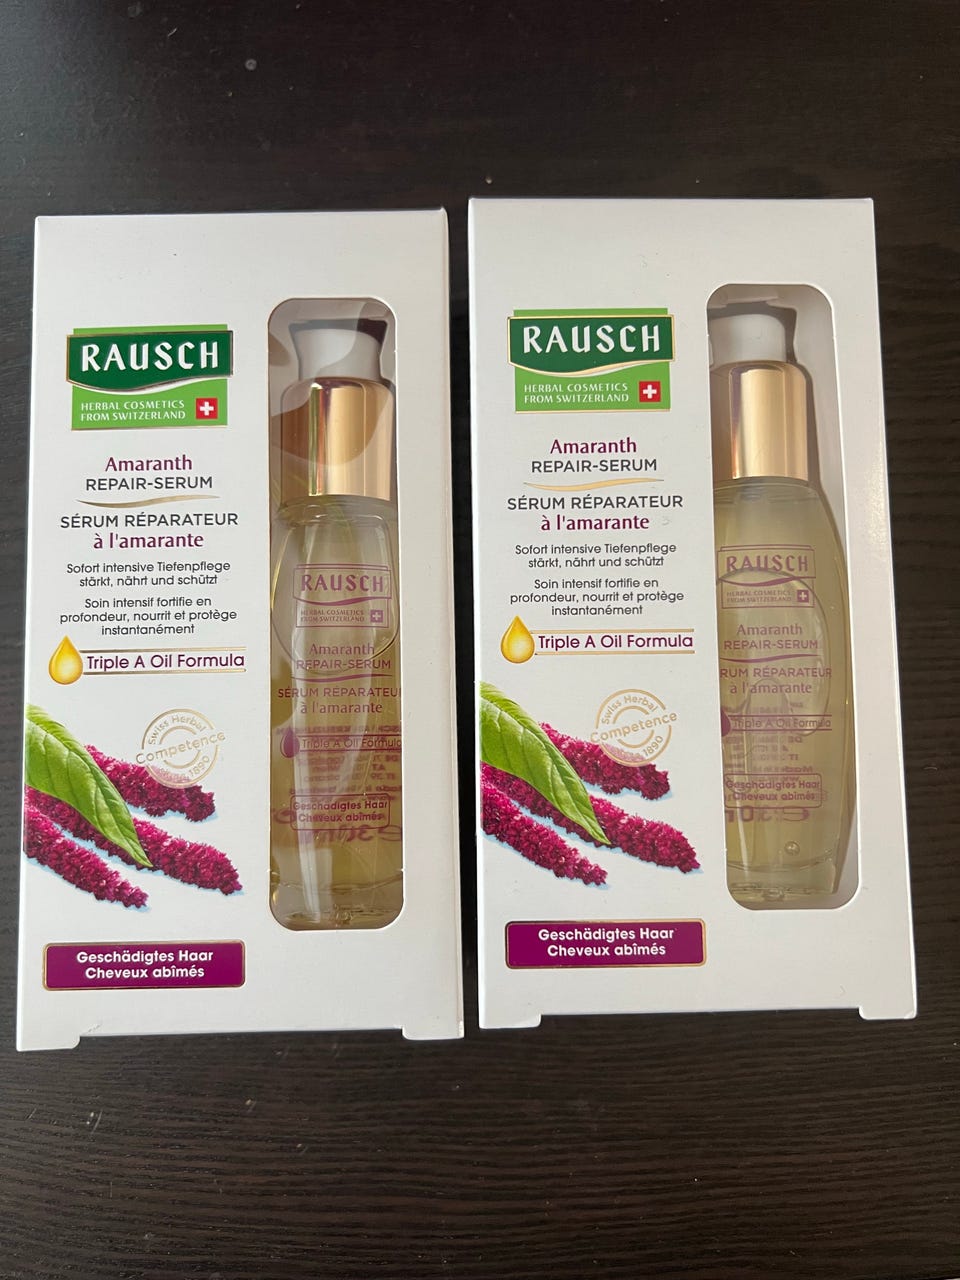 RAUSCH
HERBAL COSMETICS
FROM SWITZERLAND
Amaranth
REPAIR-SERUM
SÉRUM RÉPARATEUR
à l'amarante
Sofort intensive Tiefenpflege
stärkt, nährt und schützt
Soin intensif fortifie en
profondeur, nourrit et protège
instantanément
Triple A Oil Formula
Swiss Herbal
Competence
1890
Geschädigtes Haar
Cheveux abîmés
RAUSCH
HERBAL COSMETICS
FROM SWITZERLAND
Amaranth
REPAIR-SERUM
SÉRUM RÉPARATEUR
à l'amarante
Triple A Oil Formula
Geschädigtes Haar
Cheveux abîmés
RAUSCH
HERBAL COSMETICS
FROM SWITZERLAND
Amaranth
REPAIR-SERUM
SÉRUM RÉPARATEUR
à l'amarante
Sofort intensive Tiefenpflege
stärkt, nährt und schützt
Soin intensif fortifie en
profondeur, nourrit et protège
instantanément
Triple A Oil Formula
Swiss Herbal
Competence
1890
Geschädigtes Haar
Cheveux abîmés
RAUSCH
HERBAL COSMETICS
FROM SWITZERLAND
Amaranth
REPAIR-SERUM
RUM RÉPARATEUR
à l'amarante
Triple A Oil Formula
Geschädigtes Haar
Cheveux abîmés